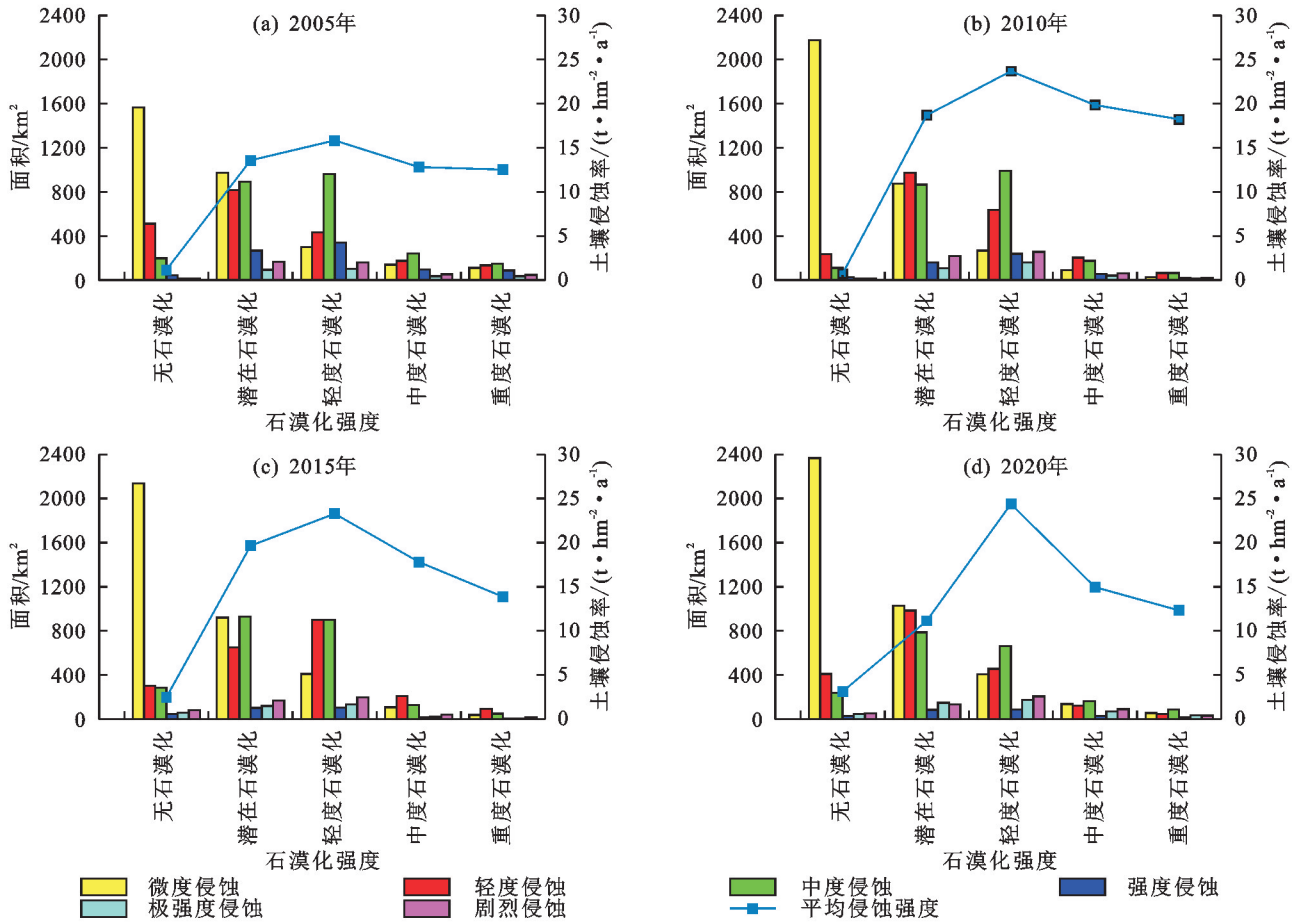 (a) 2005年
面积/km²
2400
2000
1600
1200
800
400
0
30
25
20
15
10
5
0
土壤侵蚀率/(t·hm⁻²·a⁻¹)
无石漠化
潜在石漠化
轻度石漠化
中度石漠化
重度石漠化
石漠化强度
(b) 2010年
面积/km²
2400
2000
1600
1200
800
400
0
30
25
20
15
10
5
0
土壤侵蚀率/(t·hm⁻²·a⁻¹)
无石漠化
潜在石漠化
轻度石漠化
中度石漠化
重度石漠化
石漠化强度
(c) 2015年
面积/km²
2400
2000
1600
1200
800
400
0
30
25
20
15
10
5
0
土壤侵蚀率/(t·hm⁻²·a⁻¹)
无石漠化
潜在石漠化
轻度石漠化
中度石漠化
重度石漠化
石漠化强度
(d) 2020年
面积/km²
2400
2000
1600
1200
800
400
0
30
25
20
15
10
5
0
土壤侵蚀率/(t·hm⁻²·a⁻¹)
无石漠化
潜在石漠化
轻度石漠化
中度石漠化
重度石漠化
石漠化强度
微度侵蚀
轻度侵蚀
中度侵蚀
强度侵蚀
极强度侵蚀
剧烈侵蚀
平均侵蚀强度